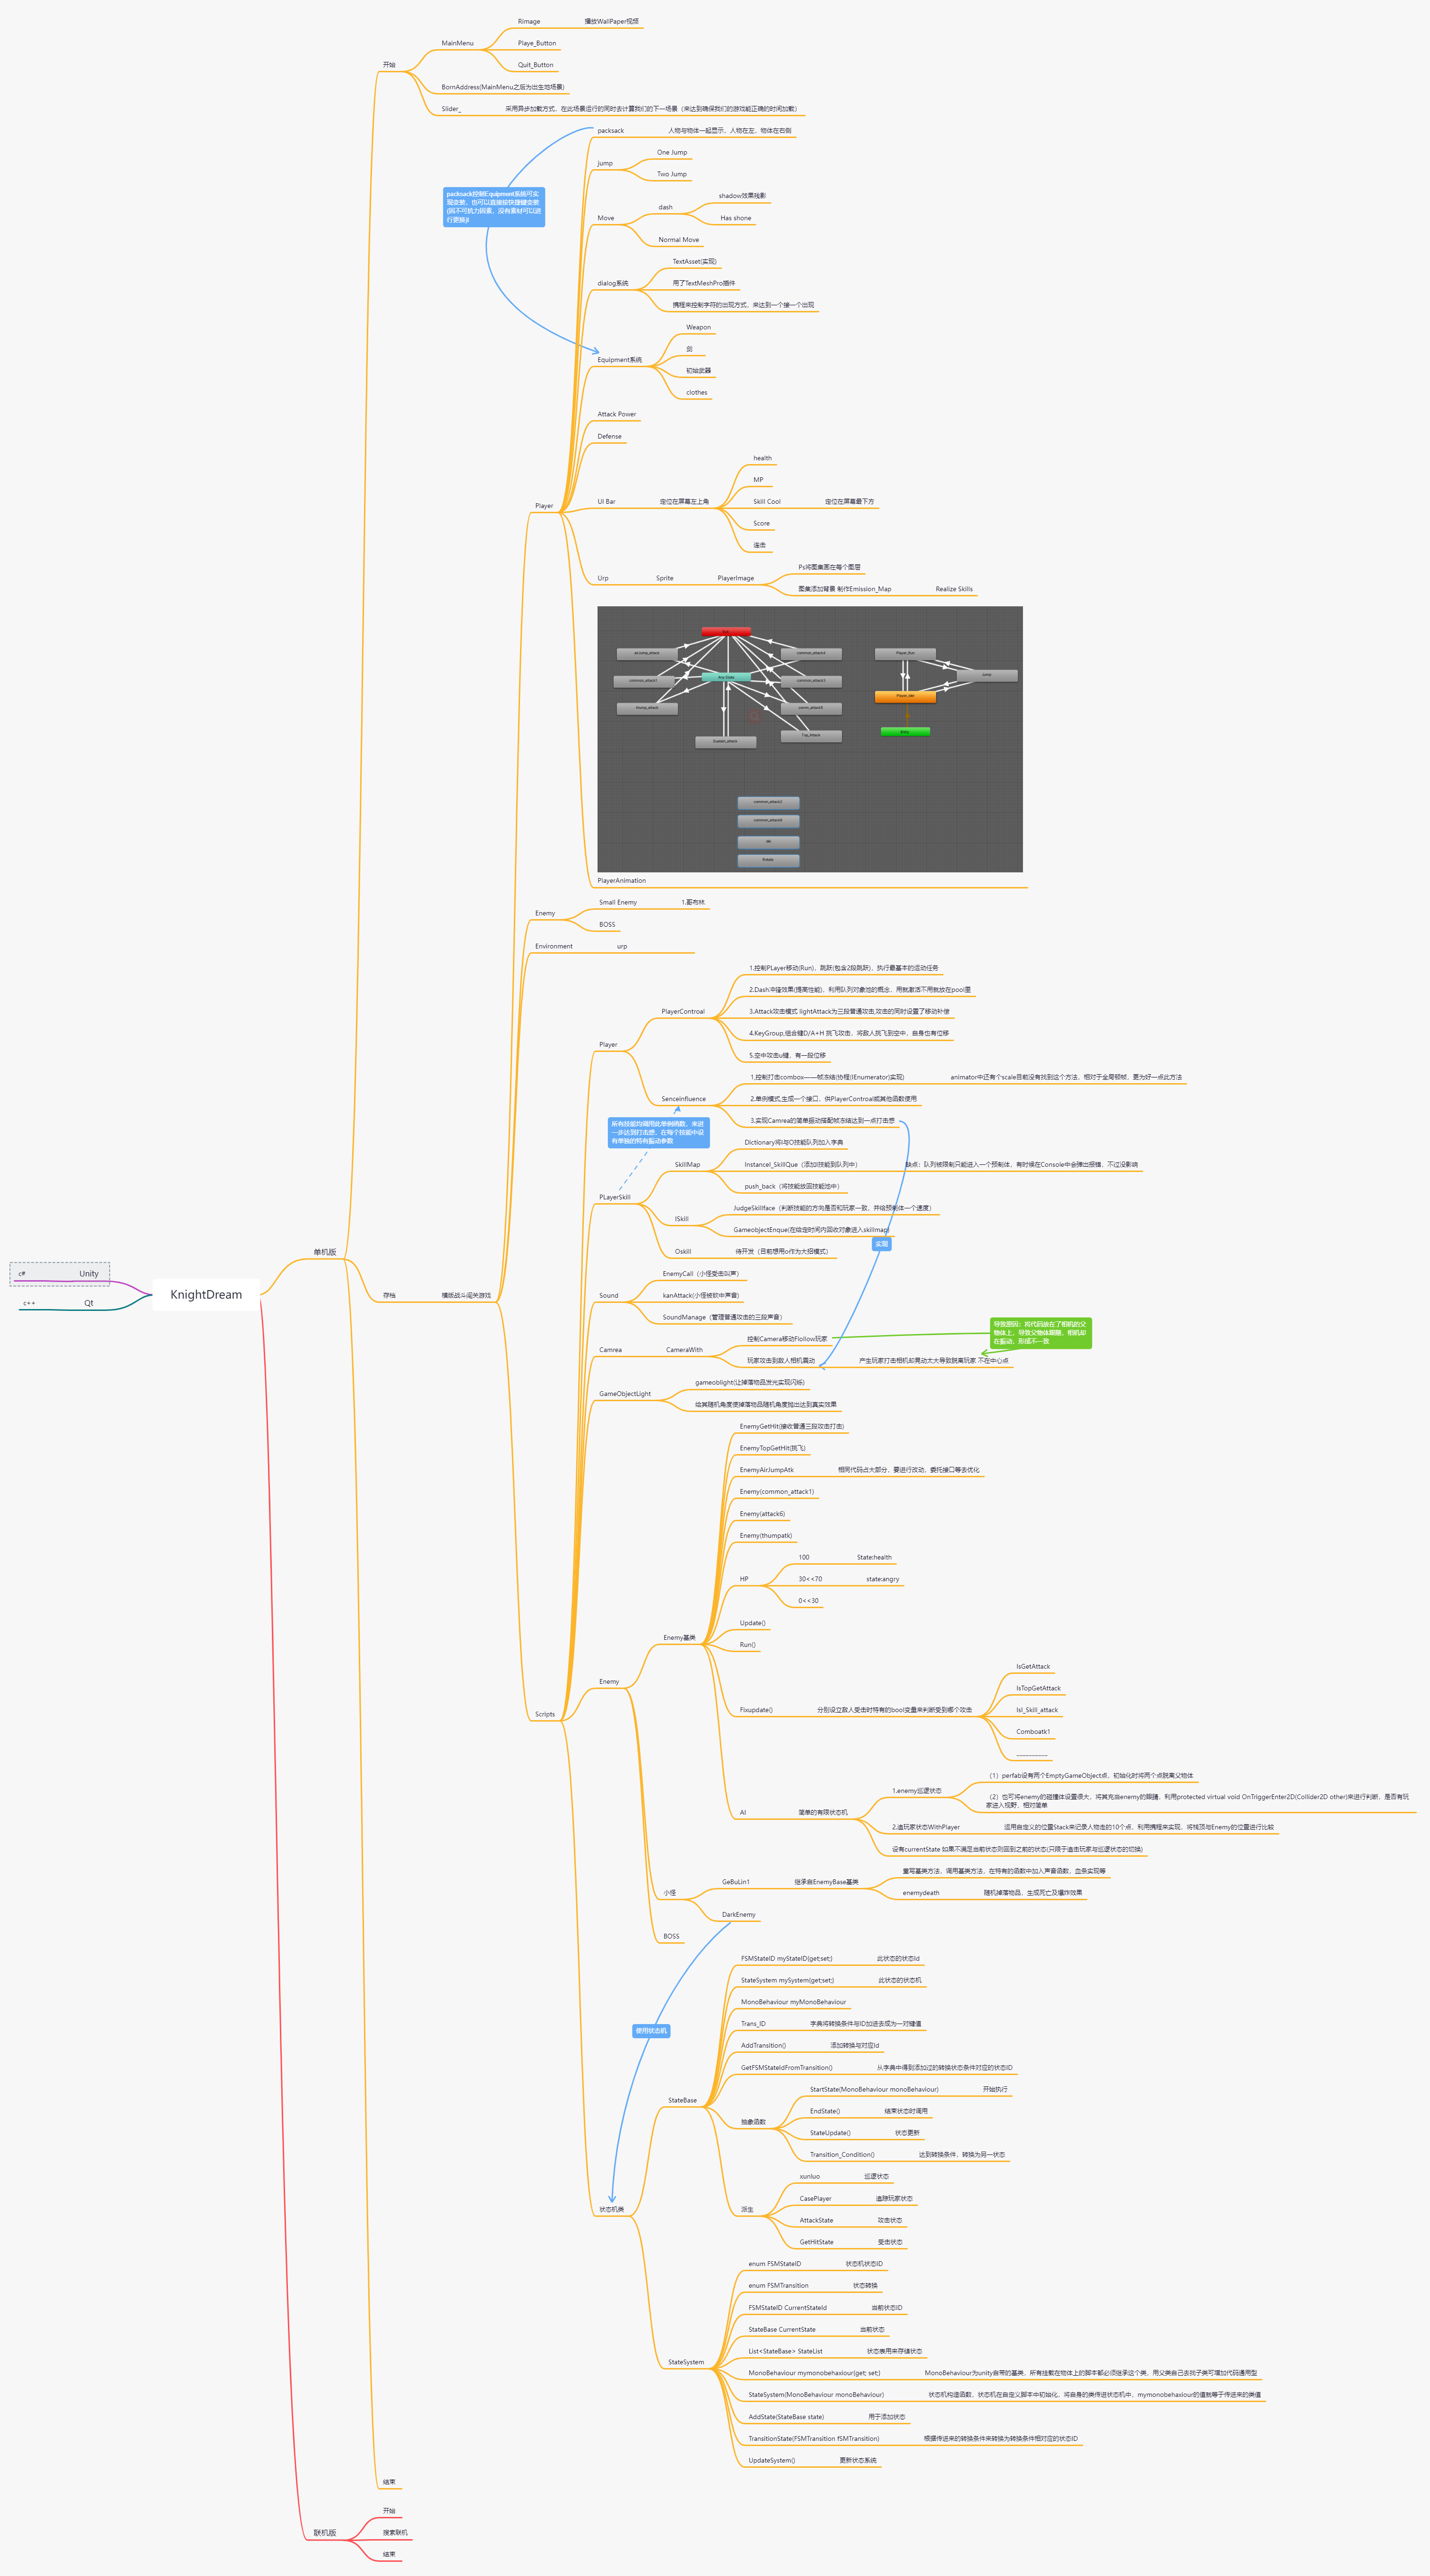 Rimage
播放WallPaper视频
MainMenu
Playe_Button
Quit_Button
开始
BornAddress(MainMenu之后为出生地场景)
Slider_
采用异步加载方式，在此场景运行的同时去计算我们的下一场景（来达到确保我们的游戏能正确的时间加载）
packsack
人物与物体一起显示，人物在左，物体在右侧
jump
One Jump
Two Jump
packsack控制Equipment系统可实
现变装，也可以直接按快捷键变装
(因不可抗力因素，没有素材可以进
行更换)!
Move
dash
shadow效果残影
Has shone
Normal Move
dialog系统
TextAsset(实现)
用了TextMeshPro插件
携程来控制字符的出现方式，来达到一个接一个出现
Equipment系统
Weapon
剑
初始武器
clothes
Attack Power
Defense
Player
UI Bar
定位在屏幕左上角
health
MP
Skill Cool
定位在屏幕最下方
Score
连击
Urp
Sprite
PlayerImage
Ps将图集画在每个图层
图集添加背景 制作Emission_Map
Realize Skills
Exit
airJump_attack
common_attack4
common_attack1
Any State
common_attack3
thump_attack
comm_attack5
Sustain_attack
Top_Attack
Player_Run
Jump
Player_Idle
Entry
common_attack2
common_attack6
Idle
Rotate
PlayerAnimation
Enemy
Small Enemy
1.哥布林
BOSS
Environment
urp
Player
PlayerControal
1.控制PLayer移动(Run)，跳跃(包含2段跳跃)，执行最基本的运动任务
2.Dash冲锋效果(提高性能)，利用队列对象池的概念，用就激活不用就放在pool里
3.Attack攻击模式 lightAttack为三段普通攻击,攻击的同时设置了移动补偿
4.KeyGroup,组合键D/A+H 挑飞攻击，将敌人挑飞到空中，自身也有位移
5.空中攻击u键，有一段位移
Senceinfluence
1,控制打击combox——帧冻结(协程(IEnumerator)实现)
animator中还有个scale目前没有找到这个方法，相对于全局顿帧，更为好一点此方法
2.单例模式,生成一个接口，供PlayerControal或其他函数使用
3.实现Camrea的简单振动搭配帧冻结达到一点打击感
所有技能均调用此单例函数，来进
一步达到打击感，在每个技能中设
有单独的特有振动参数
PLayerSkill
SkillMap
Dictionary将I与O技能队列加入字典
InstanceI_SkillQue（添加I技能到队列中）
缺点：队列被限制只能进入一个预制体，有时候在Console中会弹出报错，不过没影响
push_back（将技能放回技能池中）
ISkill
JudgeSkillface（判断技能的方向是否和玩家一致，并给预制体一个速度）
GameobjectEnque(在给定时间内回收对象进入skillmap)
Oskill
待开发（目前想用o作为大招模式）
实现
单机版
c#
Unity
c++
Qt
KnightDream
存档
横版战斗闯关游戏
Sound
EnemyCall（小怪受击叫声）
kanAttack(小怪被砍中声音)
SoundManage（管理普通攻击的三段声音）
Camrea
CameraWith
控制Camera移动Flollow玩家
玩家攻击到敌人相机震动
产生玩家打击相机却晃动太大导致脱离玩家 不在中心点
导致原因：将代码放在了相机的父
物体上，导致父物体跟随，相机却
在振动，形成不一致
GameObjectLight
gameoblight(让掉落物品发光实现闪烁)
给其随机角度使掉落物品随机角度抛出达到真实效果
EnemyGetHit(接收普通三段攻击打击)
EnemyTopGetHit(挑飞)
EnemyAirJumpAtk
相同代码占大部分，要进行改动，委托接口等去优化
Enemy(common_attack1)
Enemy(attack6)
Enemy(thumpatk)
HP
100
State:health
30<<70
state:angry
0<<30
Update()
Enemy基类
Run()
IsGetAttack
IsTopGetAttack
Fixupdate()
分别设立敌人受击时特有的bool变量来判断受到哪个攻击
IsI_Skill_attack
Comboatk1
___________
Enemy
Scripts
AI
简单的有限状态机
1.enemy巡逻状态
（1）perfab设有两个EmptyGameObject点，初始化时将两个点脱离父物体
（2）也可将enemy的碰撞体设置很大，将其充当enemy的眼睛，利用protected virtual void OnTriggerEnter2D(Collider2D other)来进行判断，是否有玩
家进入视野，相对简单
2.追玩家状态WithPlayer
运用自定义的位置Stack来记录人物走的10个点，利用携程来实现，将栈顶与Enemy的位置进行比较
设有currentState 如果不满足当前状态则回到之前的状态(只限于追击玩家与巡逻状态的切换)
小怪
GeBuLin1
继承自EnemyBase基类
重写基类方法，调用基类方法，在特有的函数中加入声音函数，血条实现等
enemydeath
随机掉落物品，生成死亡及爆炸效果
DarkEnemy
BOSS
使用状态机
FSMStateID myStateID{get;set;}
此状态的状态Id
StateSystem mySystem{get;set;}
此状态的状态机
MonoBehaviour myMonoBehaviour
Trans_ID
字典将转换条件与ID加进去成为一对键值
AddTransition()
添加转换与对应Id
GetFSMStateIdFromTransition()
从字典中得到添加过的转换状态条件对应的状态ID
StateBase
抽象函数
StartState(MonoBehaviour monoBehaviour)
开始执行
EndState()
结束状态时调用
StateUpdate()
状态更新
Transition_Condition()
达到转换条件，转换为另一状态
派生
xunluo
巡逻状态
CasePlayer
追踪玩家状态
AttackState
攻击状态
GetHitState
受击状态
状态机类
enum FSMStateID
状态机状态ID
enum FSMTransition
状态转换
FSMStateID CurrentStateId
当前状态ID
StateBase CurrentState
当前状态
List<StateBase> StateList
状态表用来存储状态
StateSystem
MonoBehaviour mymonobehaxiour{get; set;}
MonoBehaviour为unity自带的基类，所有挂载在物体上的脚本都必须继承这个类，用父类自己去找子类可增加代码通用型
StateSystem(MonoBehaviour monoBehaviour)
状态机构造函数，状态机在自定义脚本中初始化，将自身的类传进状态机中，mymonobehaxiour的值就等于传进来的类值
AddState(StateBase state)
用于添加状态
TransitionState(FSMTransition fSMTransition)
根据传进来的转换条件来转换为转换条件相对应的状态ID
UpdateSystem()
更新状态系统
结束
联机版
开始
搜索联机
结束